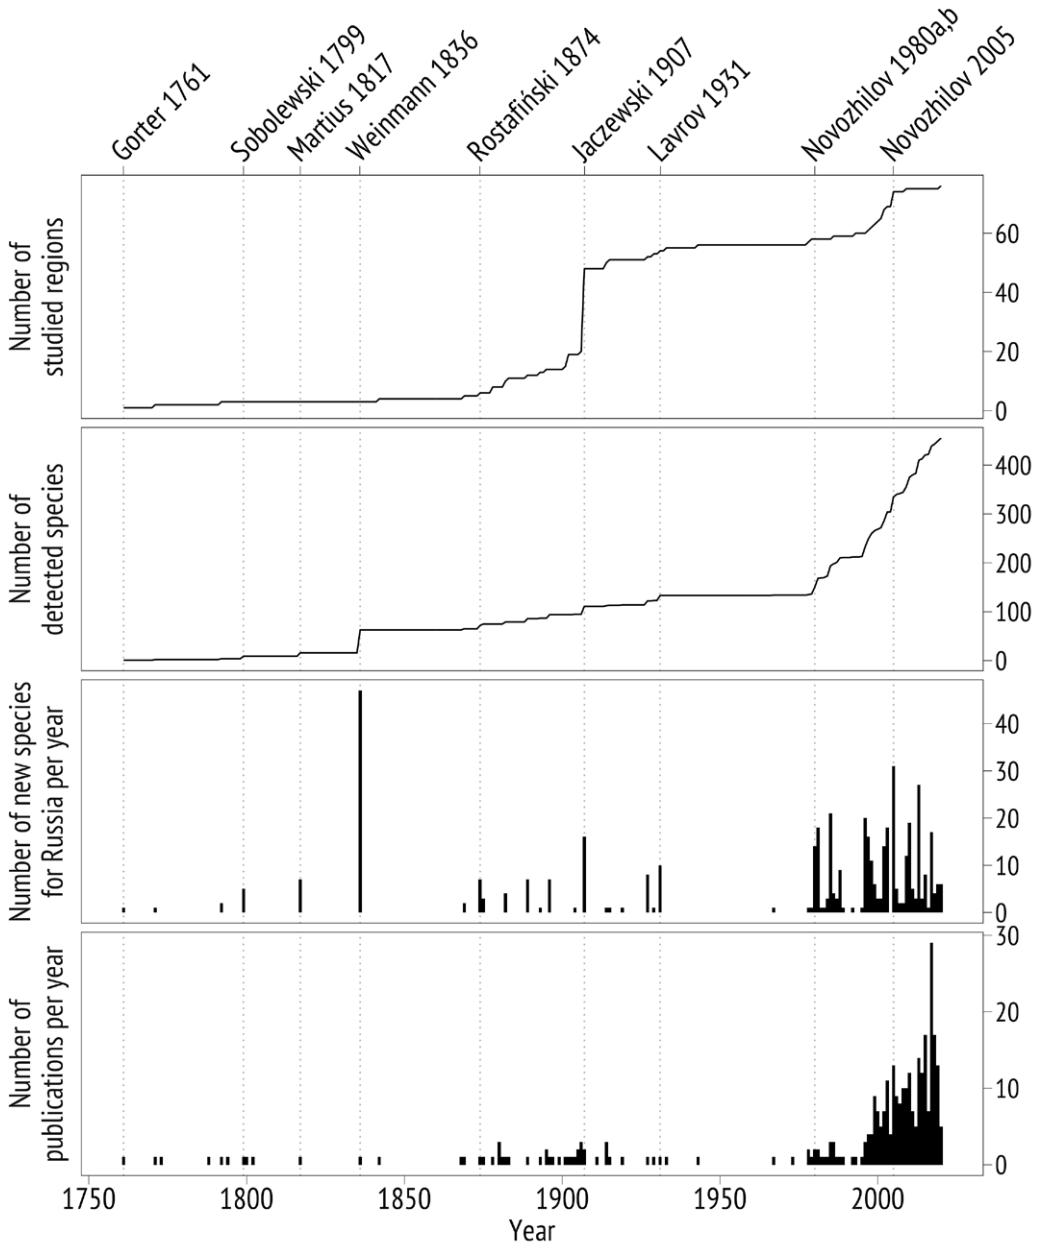 Gorter 1761
Sobolewski 1799
Martius 1817
Weinmann 1836
Rostafiński 1874
Jaczewski 1907
Lavrov 1931
Novozhilov 1980a,b
Novozhilov 2005
Number of
studied regions
60
40
20
0
Number of
detected species
400
300
200
100
0
Number of new species
for Russia per year
40
30
20
10
0
Number of
publications per year
30
20
10
0
1750
1800
1850
1900
1950
2000
Year